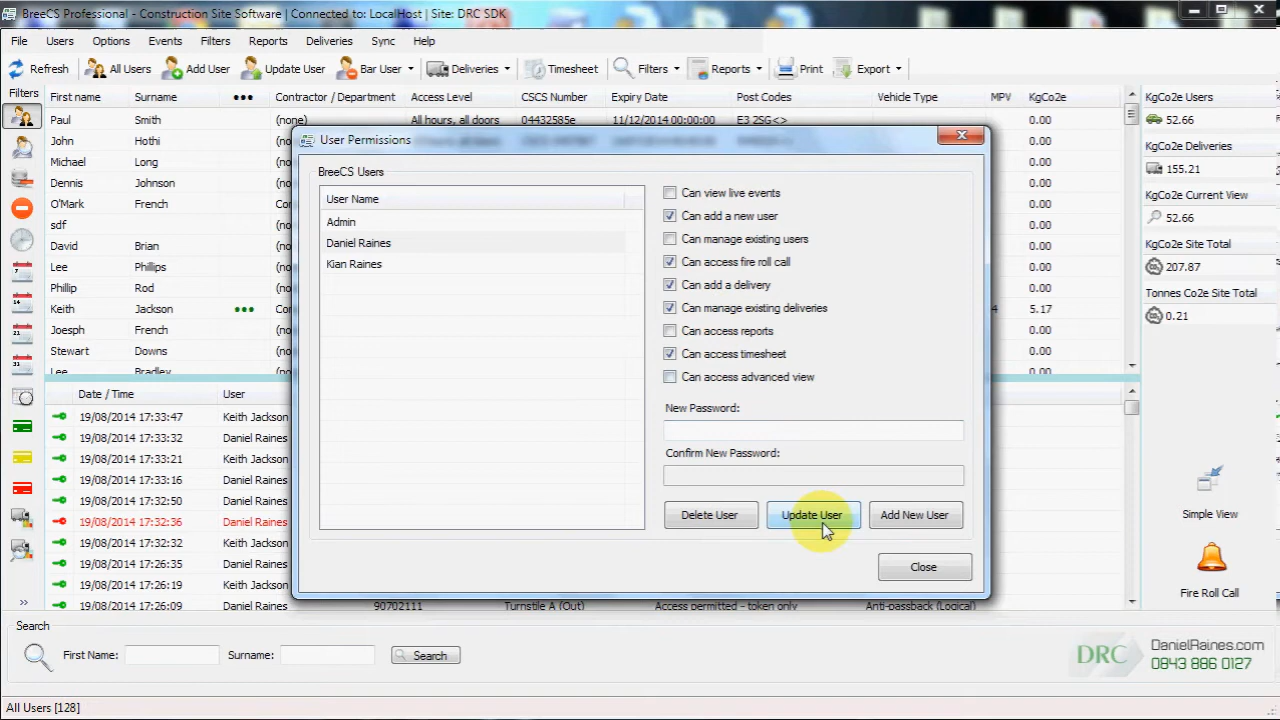 BreeCS Professional - Construction Site Software | Connected to: LocalHost | Site: DRC SDK
File Users Options Events Filters Reports Deliveries Sync Help
Refresh All Users Add User Update User Bar User Deliveries Timesheet Filters Reports Print Export
Filters First name Surname ••• Contractor / Department Access Level CSCS Number Expiry Date Post Codes Vehicle Type MPV KgCo2e KgCo2e Users
Paul Smith (none) All hours, all doors 04432585e 11/12/2014 00:00:00 E3 2SG<> 0.00 52.66
John Hothi 0.00 KgCo2e Deliveries
Michael Long 0.00 155.21
Dennis Johnson 0.00 KgCo2e Current View
O'Mark French 0.00 52.66
sdf 0.00
David Brian 0.00 KgCo2e Site Total
Lee Phillips 0.00 207.87
Phillip Rod 0.00 Tonnes Co2e Site Total
Keith Jackson ••• 5.17 0.21
Joesph French 0.00
Stewart Downs 0.00
Lee Bradley 0.00
User Permissions
BreeCS Users
User Name
Admin
Daniel Raines
Kian Raines
Can view live events
Can add a new user
Can manage existing users
Can access fire roll call
Can add a delivery
Can manage existing deliveries
Can access reports
Can access timesheet
Can access advanced view
New Password:
Confirm New Password:
Delete User Update User Add New User
Close
Date / Time User
19/08/2014 17:33:47 Keith Jackson
19/08/2014 17:33:32 Daniel Raines
19/08/2014 17:33:21 Keith Jackson
19/08/2014 17:33:16 Daniel Raines
19/08/2014 17:32:50 Keith Jackson
19/08/2014 17:32:36 Daniel Raines
19/08/2014 17:32:32 Keith Jackson
19/08/2014 17:26:35 Daniel Raines
19/08/2014 17:26:19 Keith Jackson
19/08/2014 17:26:09 Daniel Raines 90702111 Turnstile A (Out) Access permitted - token only Anti-passback (Logical)
7
14
21
31
»
Simple View
Fire Roll Call
Search
First Name: Surname: Search
DRC DanielRaines.com
0843 886 0127
All Users [128]